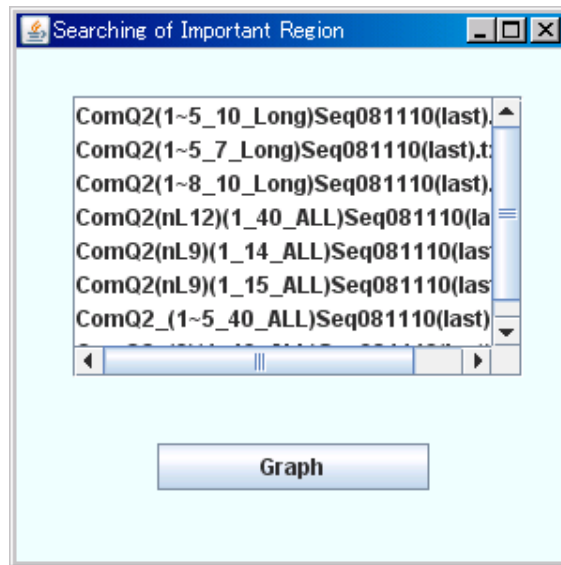 Searching of Important Region
ComQ2(1~5_10_Long)Seq081110(last).
ComQ2(1~5_7_Long)Seq081110(last).t
ComQ2(1~8_10_Long)Seq081110(last).
ComQ2(nL12)(1_40_ALL)Seq081110(la
ComQ2(nL9)(1_14_ALL)Seq081110(las
ComQ2(nL9)(1_15_ALL)Seq081110(las
ComQ2_(1~5_40_ALL)Seq081110(last)
Graph